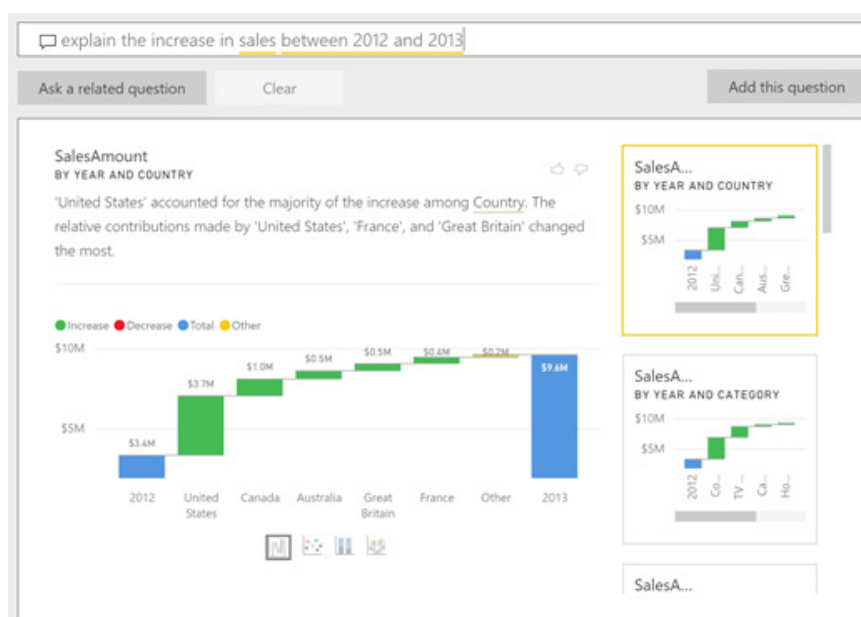 explain the increase in sales between 2012 and 2013
Ask a related question
Clear
Add this question
SalesAmount
BY YEAR AND COUNTRY
'United States' accounted for the majority of the increase among Country. The
relative contributions made by 'United States', 'France', and 'Great Britain' changed
the most.
Increase Decrease Total Other
$10M
$5M
$3.4M
$3.7M
$1.0M
$0.5M
$0.5M
$0.4M
$0.2M
$9.6M
2012
United
States
Canada
Australia
Great
Britain
France
Other
2013
SalesA...
BY YEAR AND COUNTRY
$10M
$5M
2012
Uni...
Can...
Aus...
Gre...
SalesA...
BY YEAR AND CATEGORY
$10M
$5M
2012
Co...
TV ...
Ca...
Ho...
SalesA...